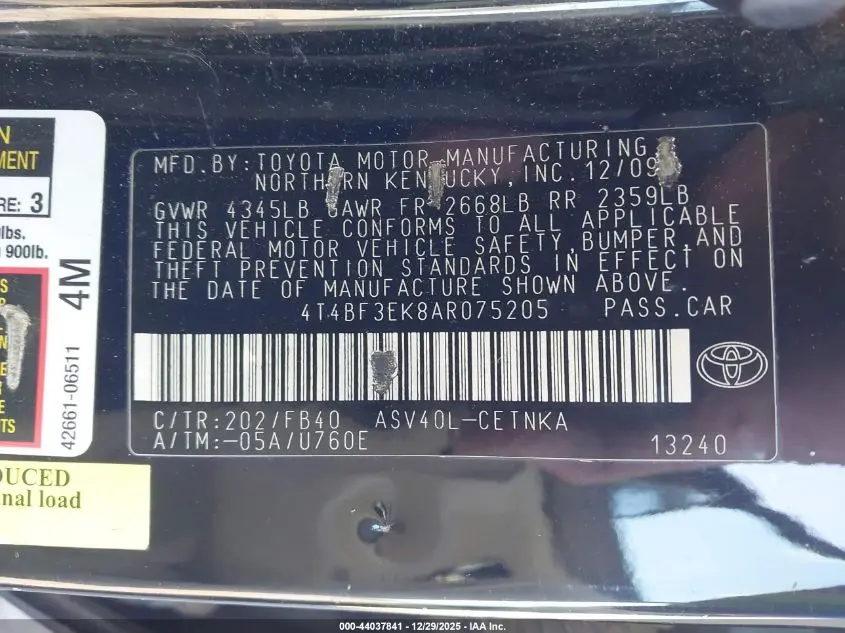 N
MENT
RE: 3
lbs.
900lb.
4M
42661-06511
TS
DUCED
nal load
MFD.BY:TOYOTA MOTOR MANUFACTURING
NORTHERN KENTUCKY,INC. 12/09
GVWR 4345LB GAWR FR 2668LB RR 2359LB
THIS VEHICLE CONFORMS TO ALL APPLICABLE
FEDERAL MOTOR VEHICLE SAFETY,BUMPER,AND
THEFT PREVENTION STANDARDS IN EFFECT ON
THE DATE OF MANUFACTURE SHOWN ABOVE.
4T4BF3EK8AR075205 PASS.CAR
C/TR:202/FB40 ASV40L-CETNKA
A/TM:-05A/U760E 13240
000-44037841 - 12/29/2025 - IAA Inc.